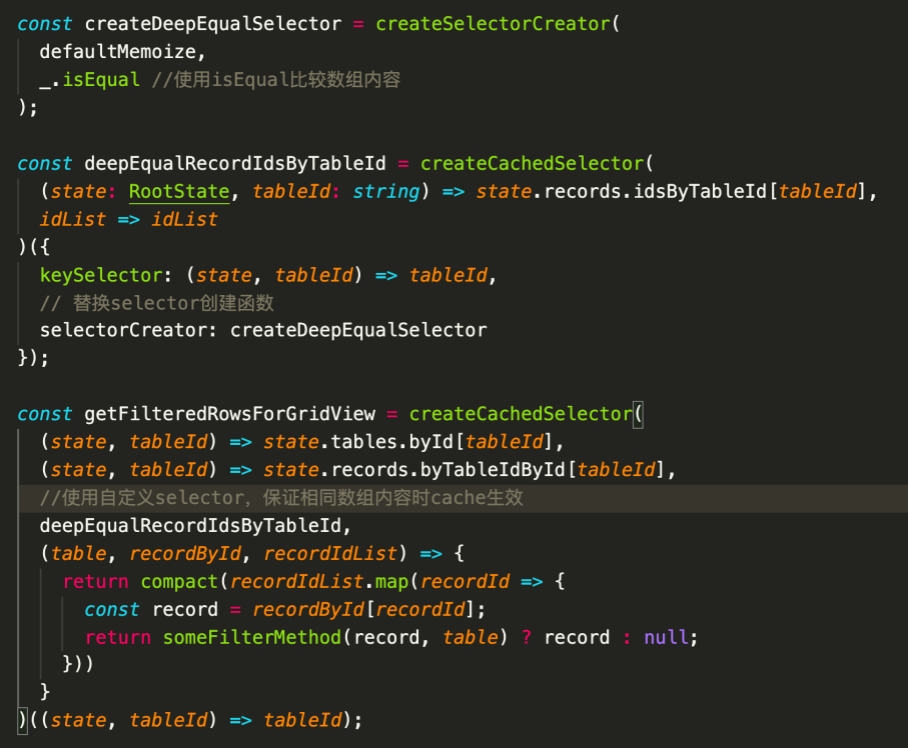 const createDeepEqualSelector = createSelectorCreator(
  defaultMemoize,
  _.isEqual //使用isEqual比较数组内容
);

const deepEqualRecordIdsByTableId = createCachedSelector(
  (state: RootState, tableId: string) => state.records.idsByTableId[tableId],
  idList => idList
)({
  keySelector: (state, tableId) => tableId,
  // 替换selector创建函数
  selectorCreator: createDeepEqualSelector
});

const getFilteredRowsForGridView = createCachedSelector(
  (state, tableId) => state.tables.byId[tableId],
  (state, tableId) => state.records.byTableIdById[tableId],
  //使用自定义selector，保证相同数组内容时cache生效
  deepEqualRecordIdsByTableId,
  (table, recordById, recordIdList) => {
    return compact(recordIdList.map(recordId => {
      const record = recordById[recordId];
      return someFilterMethod(record, table) ? record : null;
    }))
  }
)((state, tableId) => tableId);